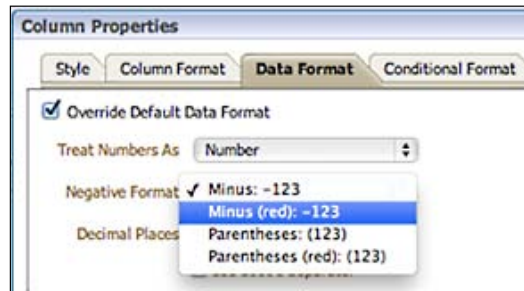 Column Properties
Style Column Format Data Format Conditional Format
Override Default Data Format
Treat Numbers As Number
Negative Format ✓ Minus: -123
Minus (red): -123
Decimal Places Parentheses: (123)
Parentheses (red): (123)